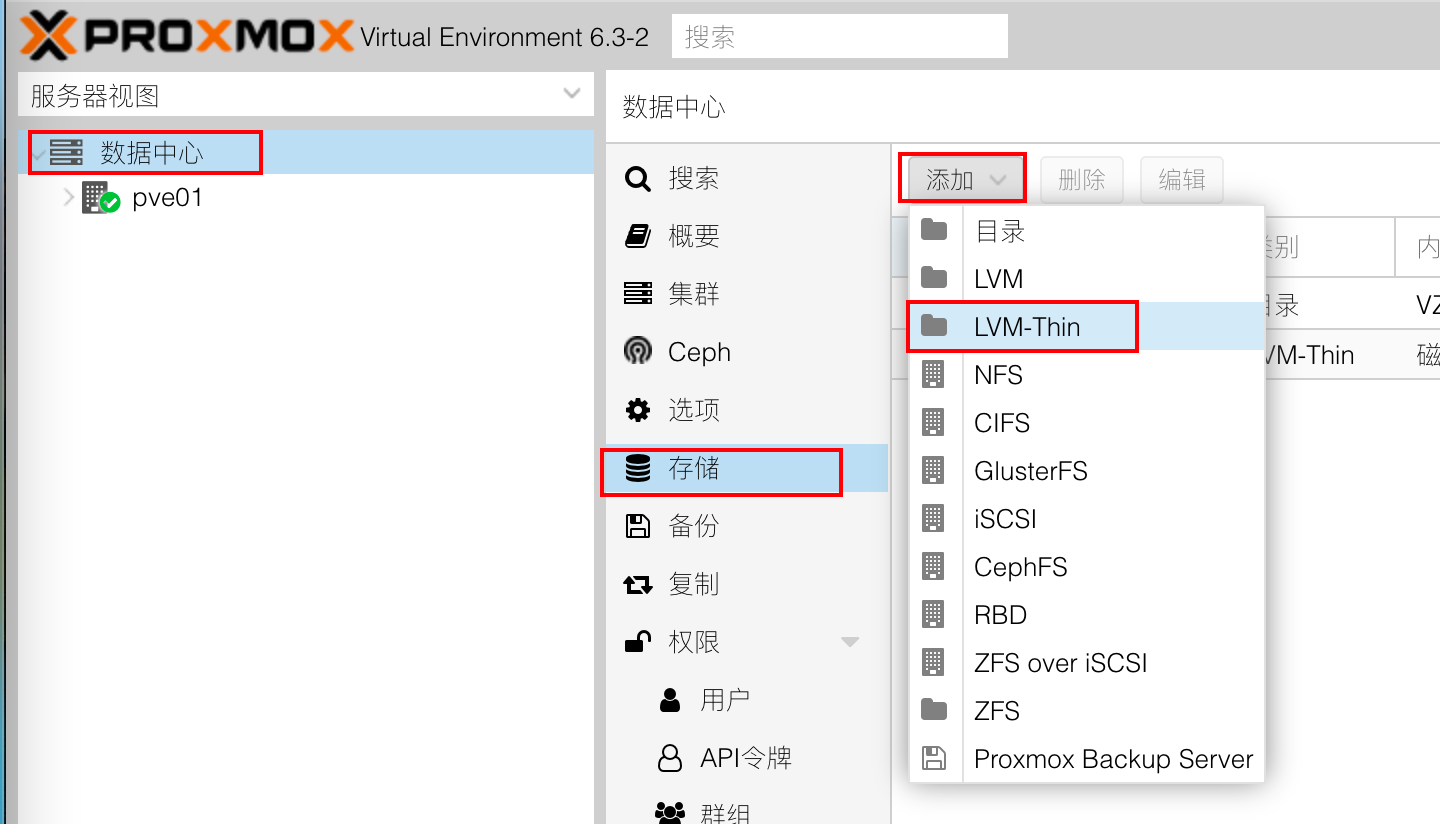 PROXMOX Virtual Environment 6.3-2 搜索
服务器视图
数据中心
pve01
数据中心
搜索
概要
集群
Ceph
选项
存储
备份
复制
权限
用户
API令牌
群组
添加 删除 编辑
目录
LVM
LVM-Thin
NFS
CIFS
GlusterFS
iSCSI
CephFS
RBD
ZFS over iSCSI
ZFS
Proxmox Backup Server
类别 内
目录 VZ
VM-Thin 磁